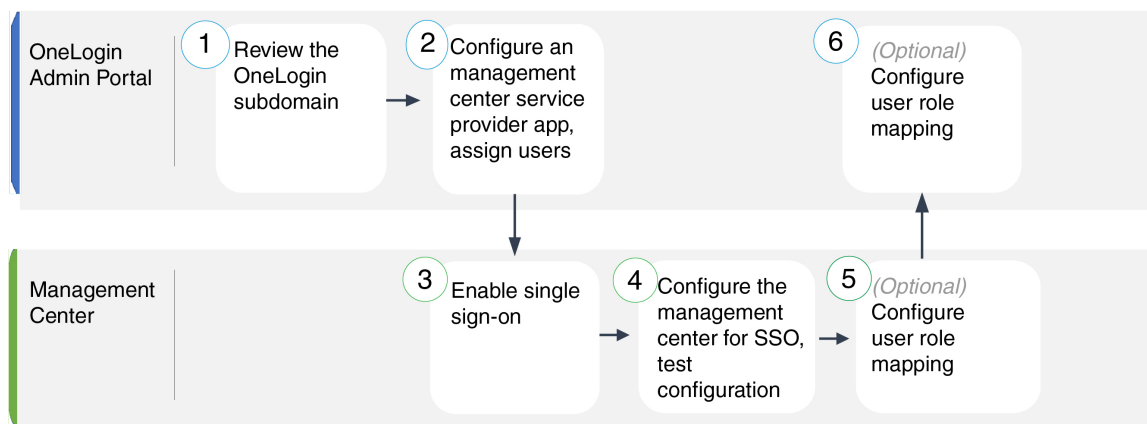 OneLogin
Admin Portal
1
Review the
OneLogin
subdomain
2
Configure an
management
center service
provider app,
assign users
6
(Optional)
Configure
user role
mapping
Management
Center
3
Enable single
sign-on
4
Configure the
management
center for SSO,
test
configuration
5
(Optional)
Configure
user role
mapping